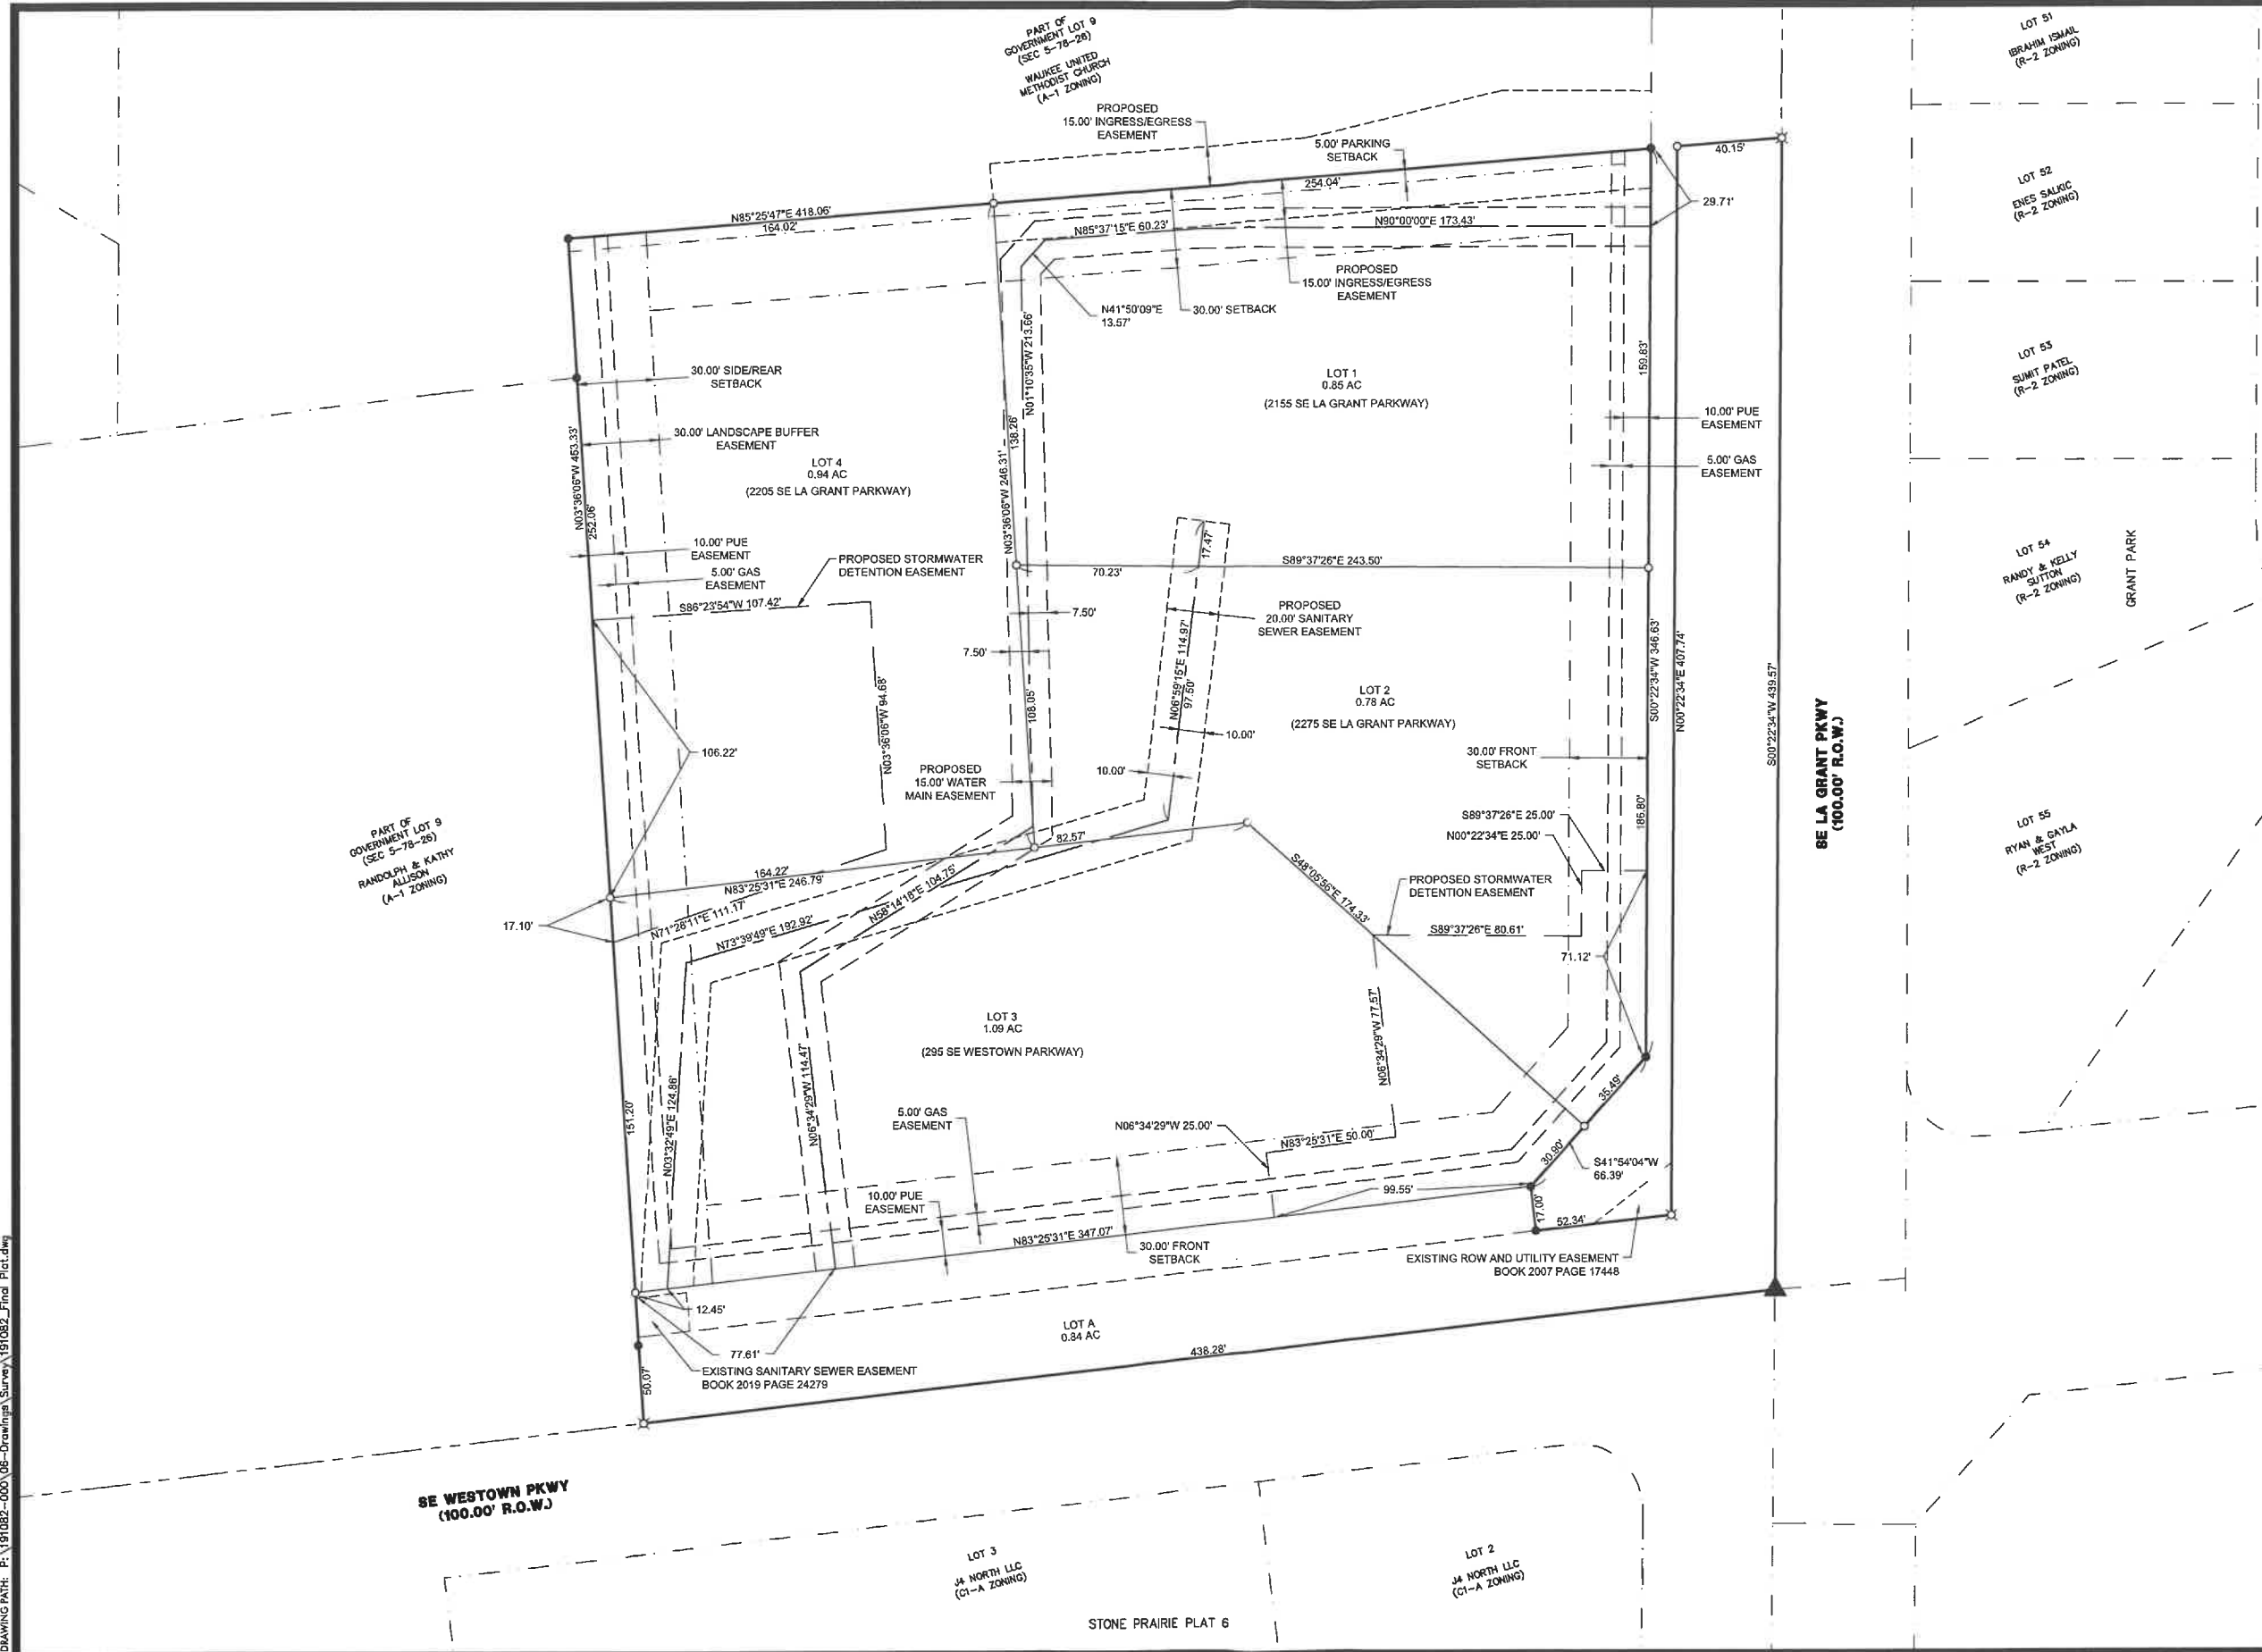 PART OF
GOVERNMENT LOT 9
(SEC 5-78-26)
WAUKEE UNITED
METHODIST CHURCH
(A-1 ZONING)
LOT 51
IBRAHIM ISMAIL
(R-2 ZONING)
PROPOSED
15.00' INGRESS/EGRESS
EASEMENT
5.00' PARKING
SETBACK
40.15'
254.04'
LOT 52
ENES SALKIC
(R-2 ZONING)
29.71'
N85°25'47"E 418.06'
164.02'
N85°37'15"E 60.23'
N90°00'00"E 173.43'
PROPOSED
15.00' INGRESS/EGRESS
EASEMENT
N41°50'09"E
13.57'
30.00' SETBACK
N01°10'35"W 213.66'
159.83'
LOT 53
SUMIT PATEL
(R-2 ZONING)
30.00' SIDE/REAR
SETBACK
LOT 1
0.85 AC
(2155 SE LA GRANT PARKWAY)
10.00' PUE
EASEMENT
30.00' LANDSCAPE BUFFER
EASEMENT
138.26'
N03°36'06"W 246.31'
N03°36'06"W 453.33'
252.06'
LOT 4
0.94 AC
(2205 SE LA GRANT PARKWAY)
5.00' GAS
EASEMENT
10.00' PUE
EASEMENT
5.00' GAS
EASEMENT
PROPOSED STORMWATER
DETENTION EASEMENT
17.47'
S89°37'26"E 243.50'
70.23'
LOT 54
RANDY & KELLY
SUTTON
(R-2 ZONING)
GRANT PARK
S86°23'54"W 107.42'
7.50'
PROPOSED
20.00' SANITARY
SEWER EASEMENT
7.50'
N06°59'15"E 114.97'
97.50'
108.05'
N03°36'06"W 94.68'
S00°22'34"W 346.63'
N00°22'34"E 407.74'
S00°22'34"W 439.57'
LOT 2
0.78 AC
(2275 SE LA GRANT PARKWAY)
10.00'
106.22'
30.00' FRONT
SETBACK
SE LA GRANT PKWY
(100.00' R.O.W.)
PROPOSED
15.00' WATER
MAIN EASEMENT
10.00'
186.80'
S89°37'26"E 25.00'
N00°22'34"E 25.00'
LOT 55
RYAN & GAYLA
WEST
(R-2 ZONING)
PART OF
GOVERNMENT LOT 9
(SEC 5-78-26)
RANDOLPH & KATHY
ALLISON
(A-1 ZONING)
82.57'
164.22'
N83°25'31"E 246.79'
S48°05'56"E 174.33'
PROPOSED STORMWATER
DETENTION EASEMENT
17.10'
N71°28'11"E 111.17'
N73°39'49"E 192.92'
N58°14'18"E 104.75'
S89°37'26"E 80.61'
71.12'
LOT 3
1.09 AC
(295 SE WESTOWN PARKWAY)
N06°34'29"W 77.57'
N06°34'29"W 114.47'
N03°32'49"E 124.86'
151.20'
35.49'
5.00' GAS
EASEMENT
N06°34'29"W 25.00'
N83°25'31"E 50.00'
30.90'
S41°54'04"W
66.39'
10.00' PUE
EASEMENT
99.55'
17.00'
52.34'
N83°25'31"E 347.07'
30.00' FRONT
SETBACK
EXISTING ROW AND UTILITY EASEMENT
BOOK 2007 PAGE 17448
12.45'
LOT A
0.84 AC
77.61'
438.28'
EXISTING SANITARY SEWER EASEMENT
BOOK 2019 PAGE 24279
50.07'
SE WESTOWN PKWY
(100.00' R.O.W.)
LOT 3
J4 NORTH LLC
(C1-A ZONING)
LOT 2
J4 NORTH LLC
(C1-A ZONING)
STONE PRAIRIE PLAT 6
DRAWING PATH: P:\191082-000\06-Drawings\Survey\191082_Final Plat.dwg